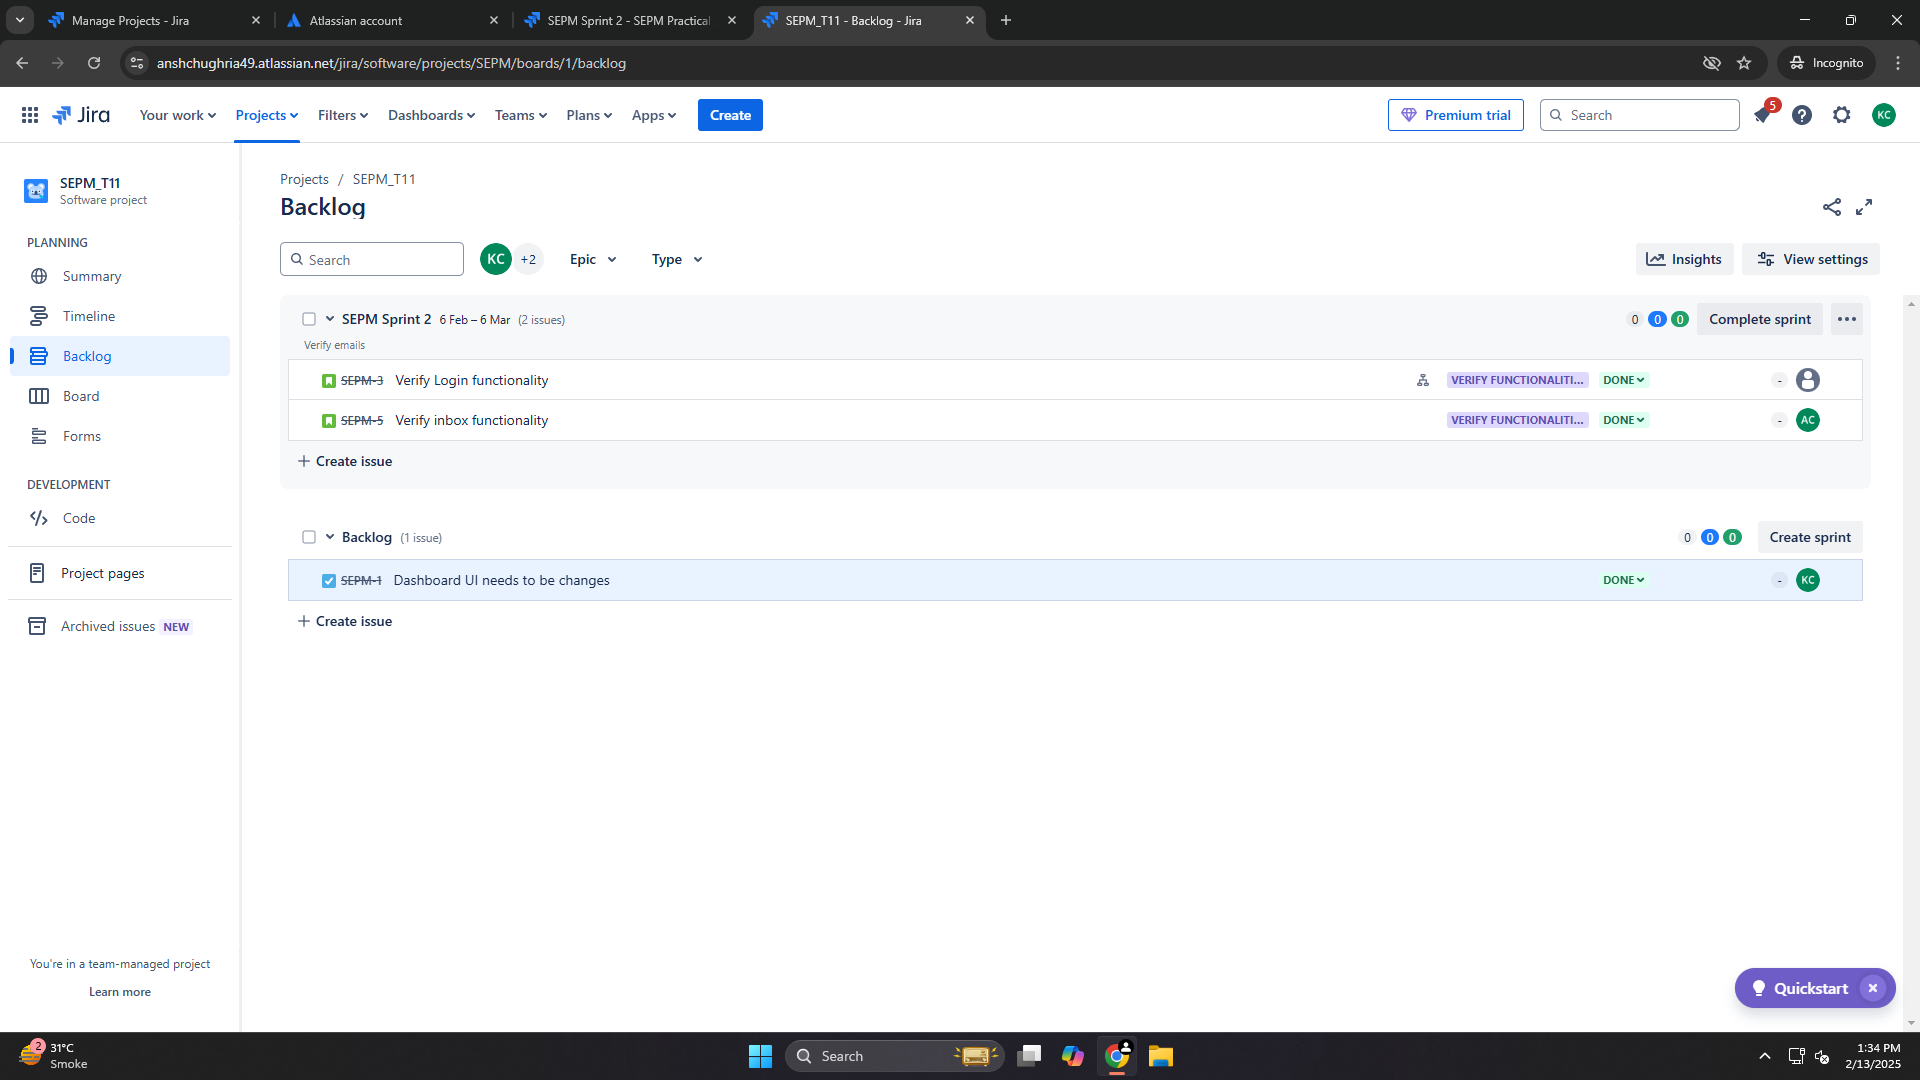 Manage Projects - Jira
Atlassian account
SEPM Sprint 2 - SEPM Practical
SEPM_T11 - Backlog - Jira
anshchughria49.atlassian.net/jira/software/projects/SEPM/boards/1/backlog
Incognito
Jira
Your work
Projects
Filters
Dashboards
Teams
Plans
Apps
Create
Premium trial
Search
5
KC
SEPM_T11
Software project
PLANNING
Summary
Timeline
Backlog
Board
Forms
DEVELOPMENT
Code
Project pages
Archived issues NEW
You're in a team-managed project
Learn more
Projects / SEPM_T11
Backlog
Search
KC +2
Epic
Type
Insights
View settings
SEPM Sprint 2 6 Feb – 6 Mar (2 issues)
0 0 0 Complete sprint
Verify emails
SEPM-3 Verify Login functionality VERIFY FUNCTIONALITI... DONE -
SEPM-5 Verify inbox functionality VERIFY FUNCTIONALITI... DONE - AC
+ Create issue
Backlog (1 issue)
0 0 0 Create sprint
SEPM-1 Dashboard UI needs to be changes DONE - KC
+ Create issue
Quickstart
2
31°C
Smoke
Search
1:34 PM
2/13/2025